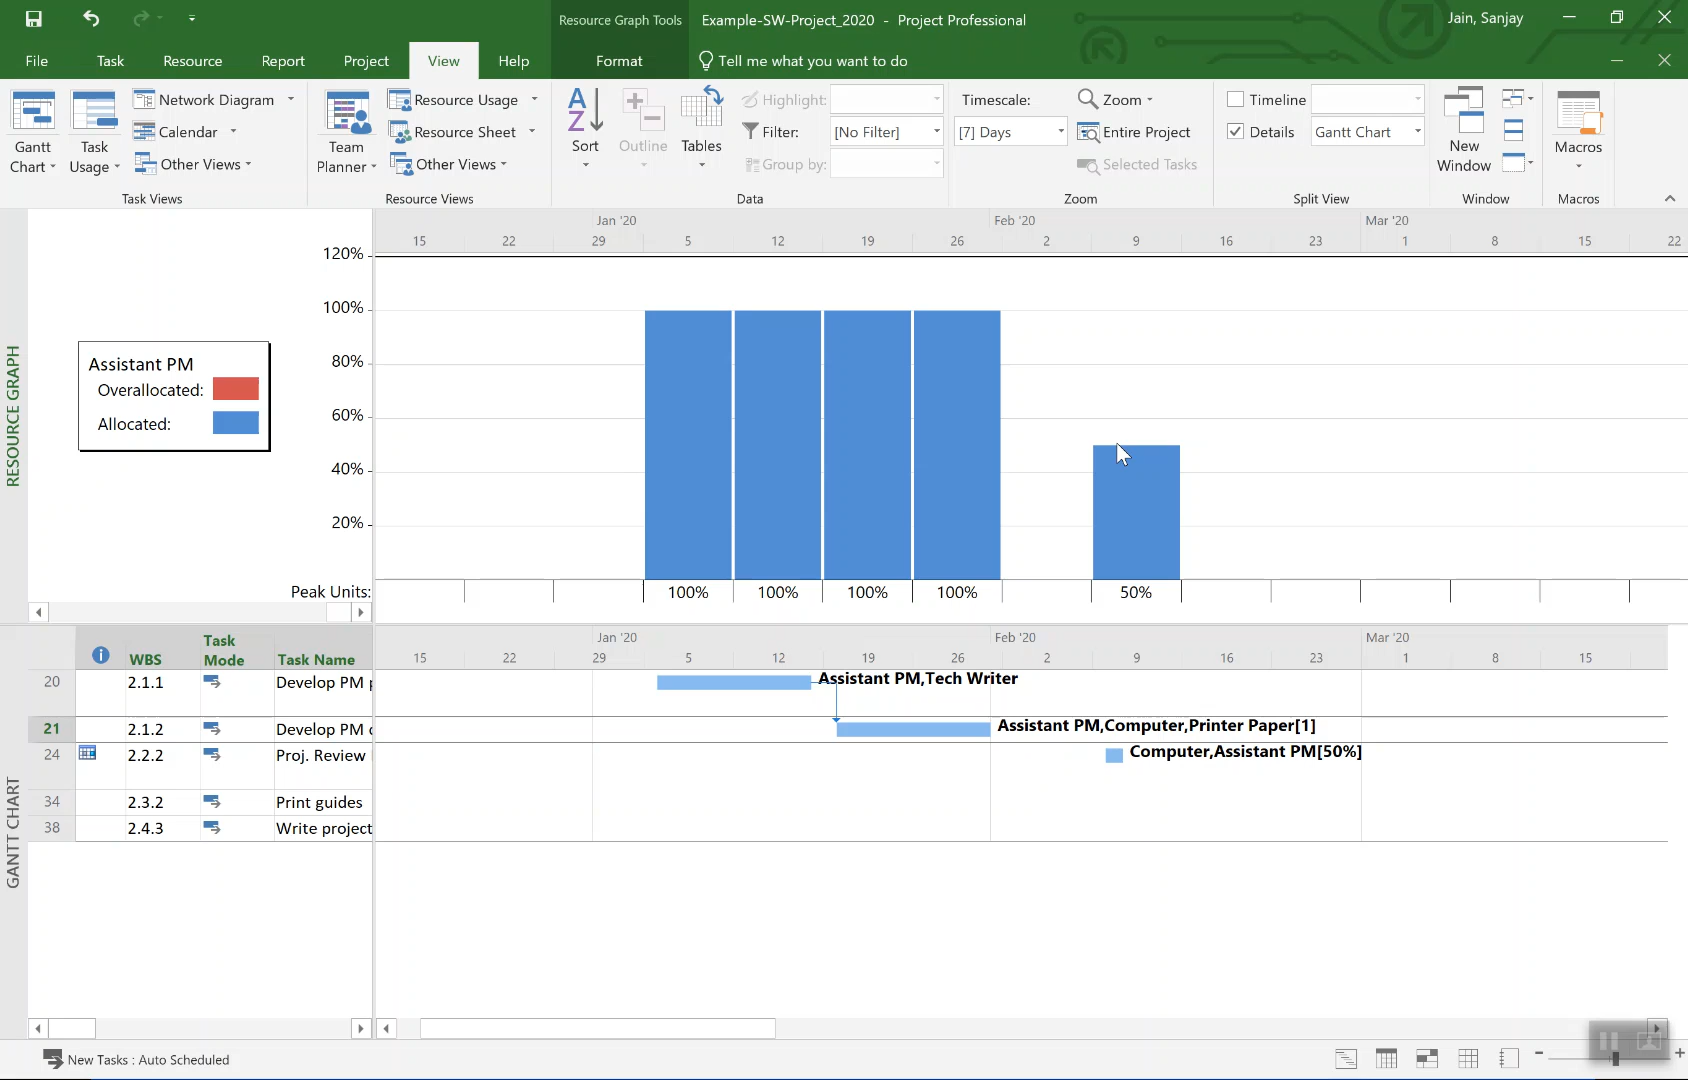 Resource Graph Tools
Example-SW-Project_2020 - Project Professional
Jain, Sanjay
File Task Resource Report Project View Help Format Tell me what you want to do
Gantt Chart
Task Usage
Network Diagram
Calendar
Other Views
Task Views
Team Planner
Resource Usage
Resource Sheet
Other Views
Resource Views
Sort
Outline
Tables
Highlight:
Filter: [No Filter]
Group by:
Data
Timescale:
[7] Days
Zoom
Entire Project
Selected Tasks
Zoom
Timeline
Details Gantt Chart
Split View
New Window
Window
Macros
Macros
RESOURCE GRAPH
Jan '20 Feb '20 Mar '20
15 22 29 5 12 19 26 2 9 16 23 1 8 15 22
Assistant PM
Overallocated:
Allocated:
120%
100%
80%
60%
40%
20%
Peak Units: 100% 100% 100% 100% 50%
GANTT CHART
WBS Task Mode Task Name
Jan '20 Feb '20 Mar '20
15 22 29 5 12 19 26 2 9 16 23 1 8 15
20 2.1.1 Develop PM Assistant PM,Tech Writer
21 2.1.2 Develop PM Assistant PM,Computer,Printer Paper[1]
24 2.2.2 Proj. Review Computer,Assistant PM[50%]
34 2.3.2 Print guides
38 2.4.3 Write project
New Tasks : Auto Scheduled